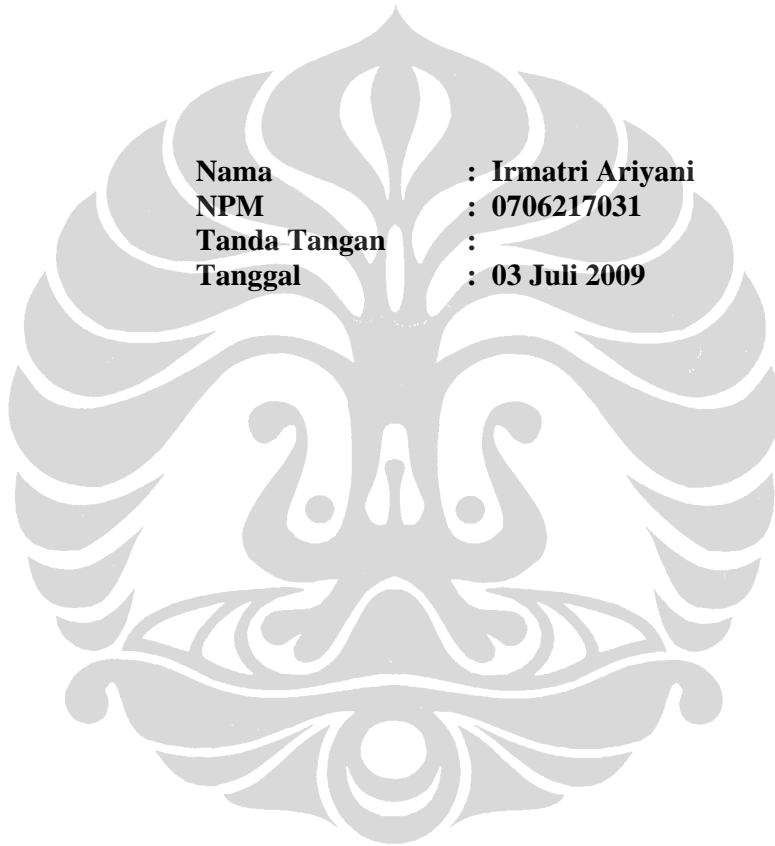 Nama : Irmatri Ariyani
NPM : 0706217031
Tanda Tangan :
Tanggal : 03 Juli 2009